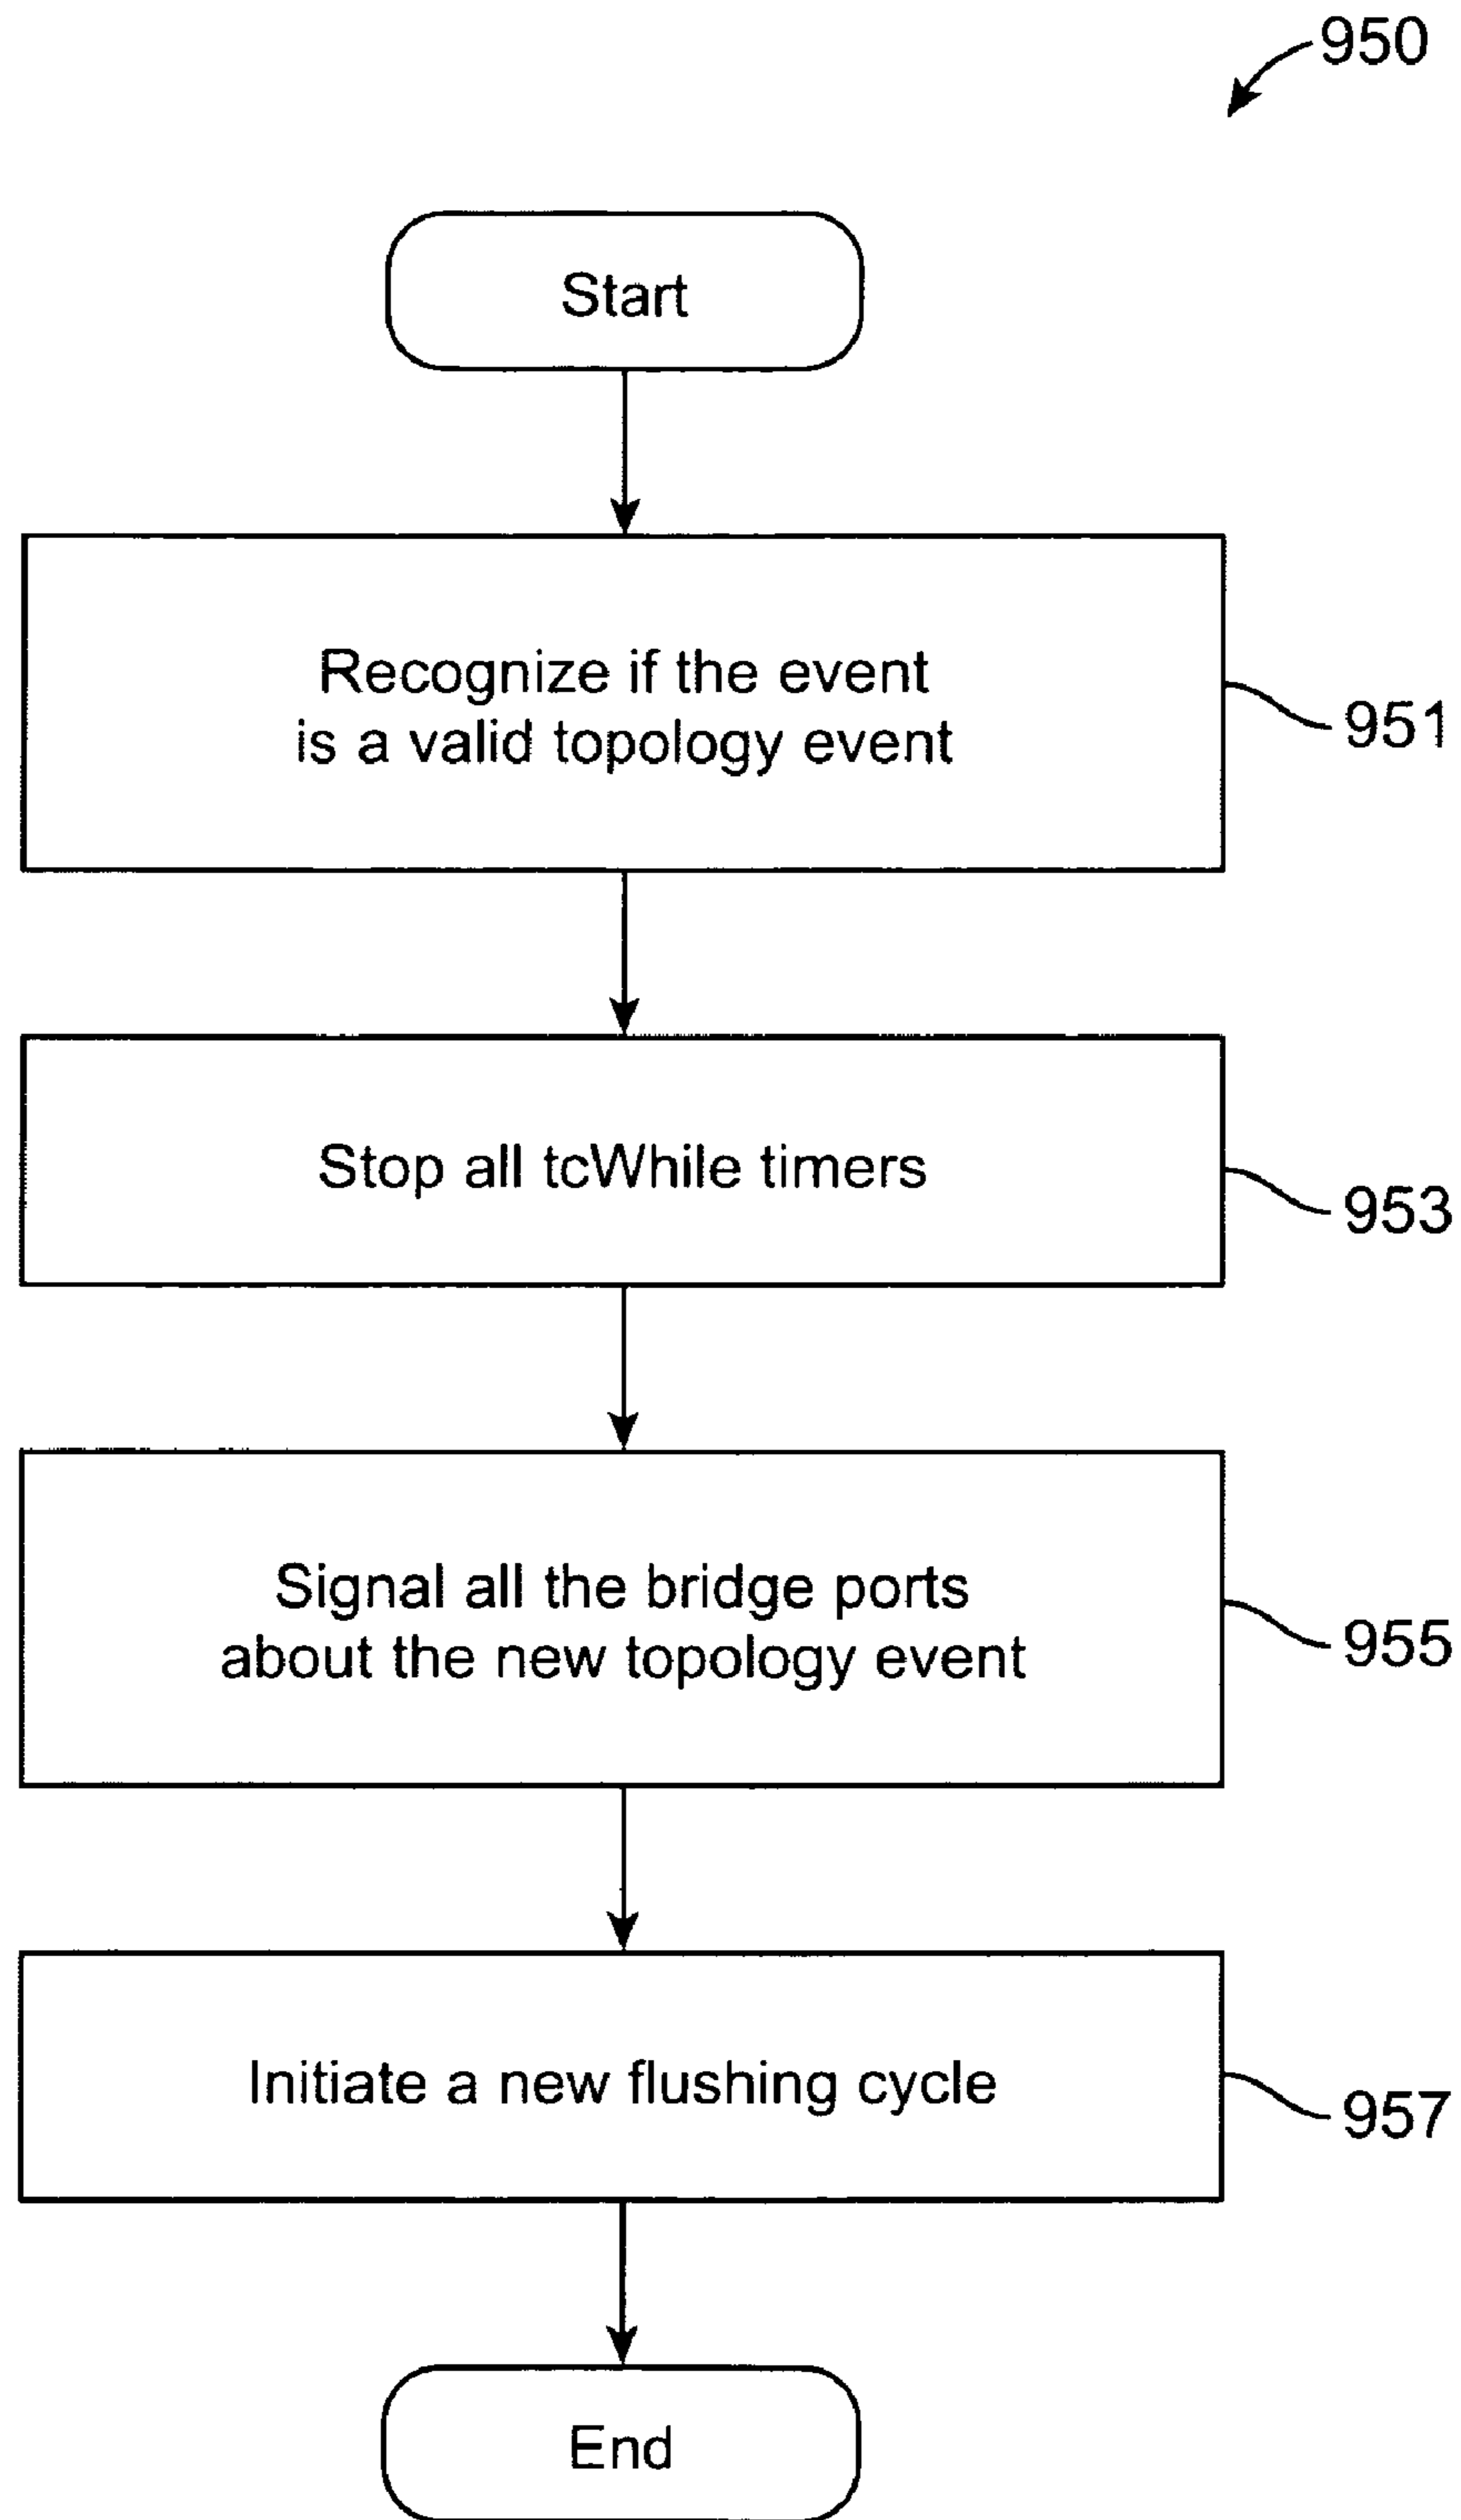 950
Start
Recognize if the event
is a valid topology event
951
Stop all tcWhile timers
953
Signal all the bridge ports
about the new topology event
955
Initiate a new flushing cycle
957
End